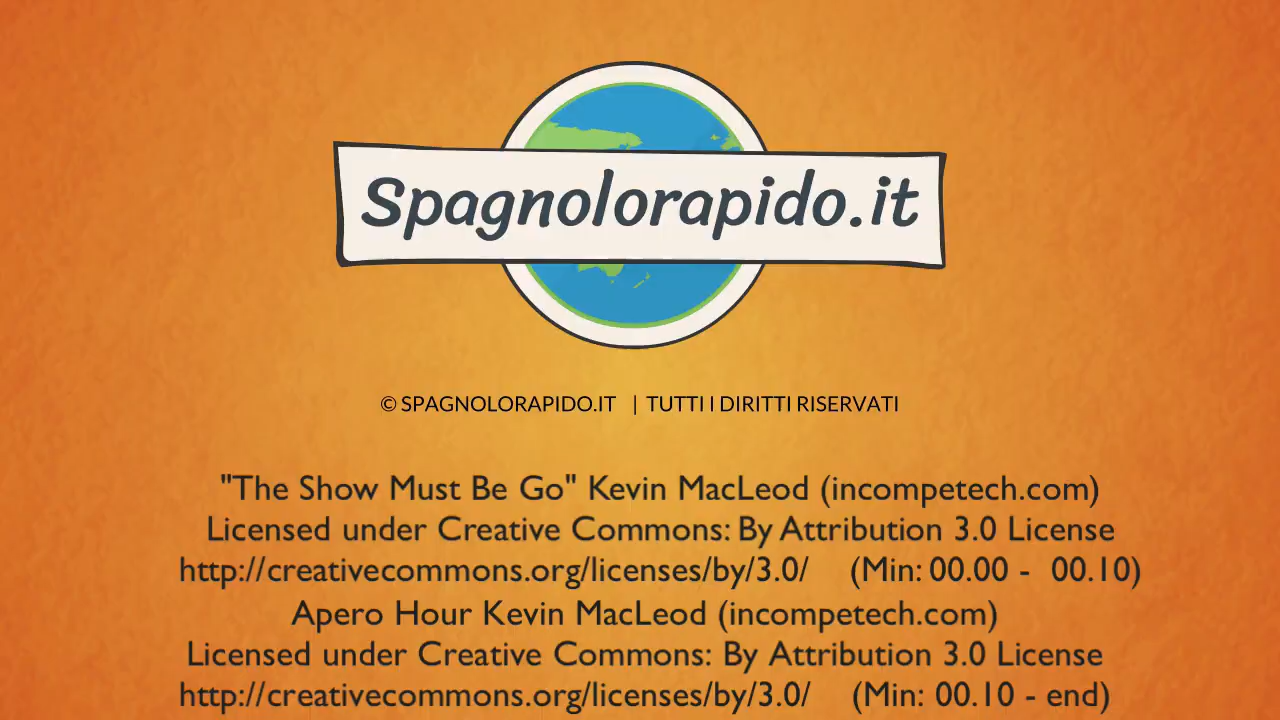 Spagnolorapido.it
© SPAGNOLORAPIDO.IT | TUTTI I DIRITTI RISERVATI
"The Show Must Be Go" Kevin MacLeod (incompetech.com)
Licensed under Creative Commons: By Attribution 3.0 License
http://creativecommons.org/licenses/by/3.0/ (Min: 00.00 - 00.10)
Apero Hour Kevin MacLeod (incompetech.com)
Licensed under Creative Commons: By Attribution 3.0 License
http://creativecommons.org/licenses/by/3.0/ (Min: 00.10 - end)